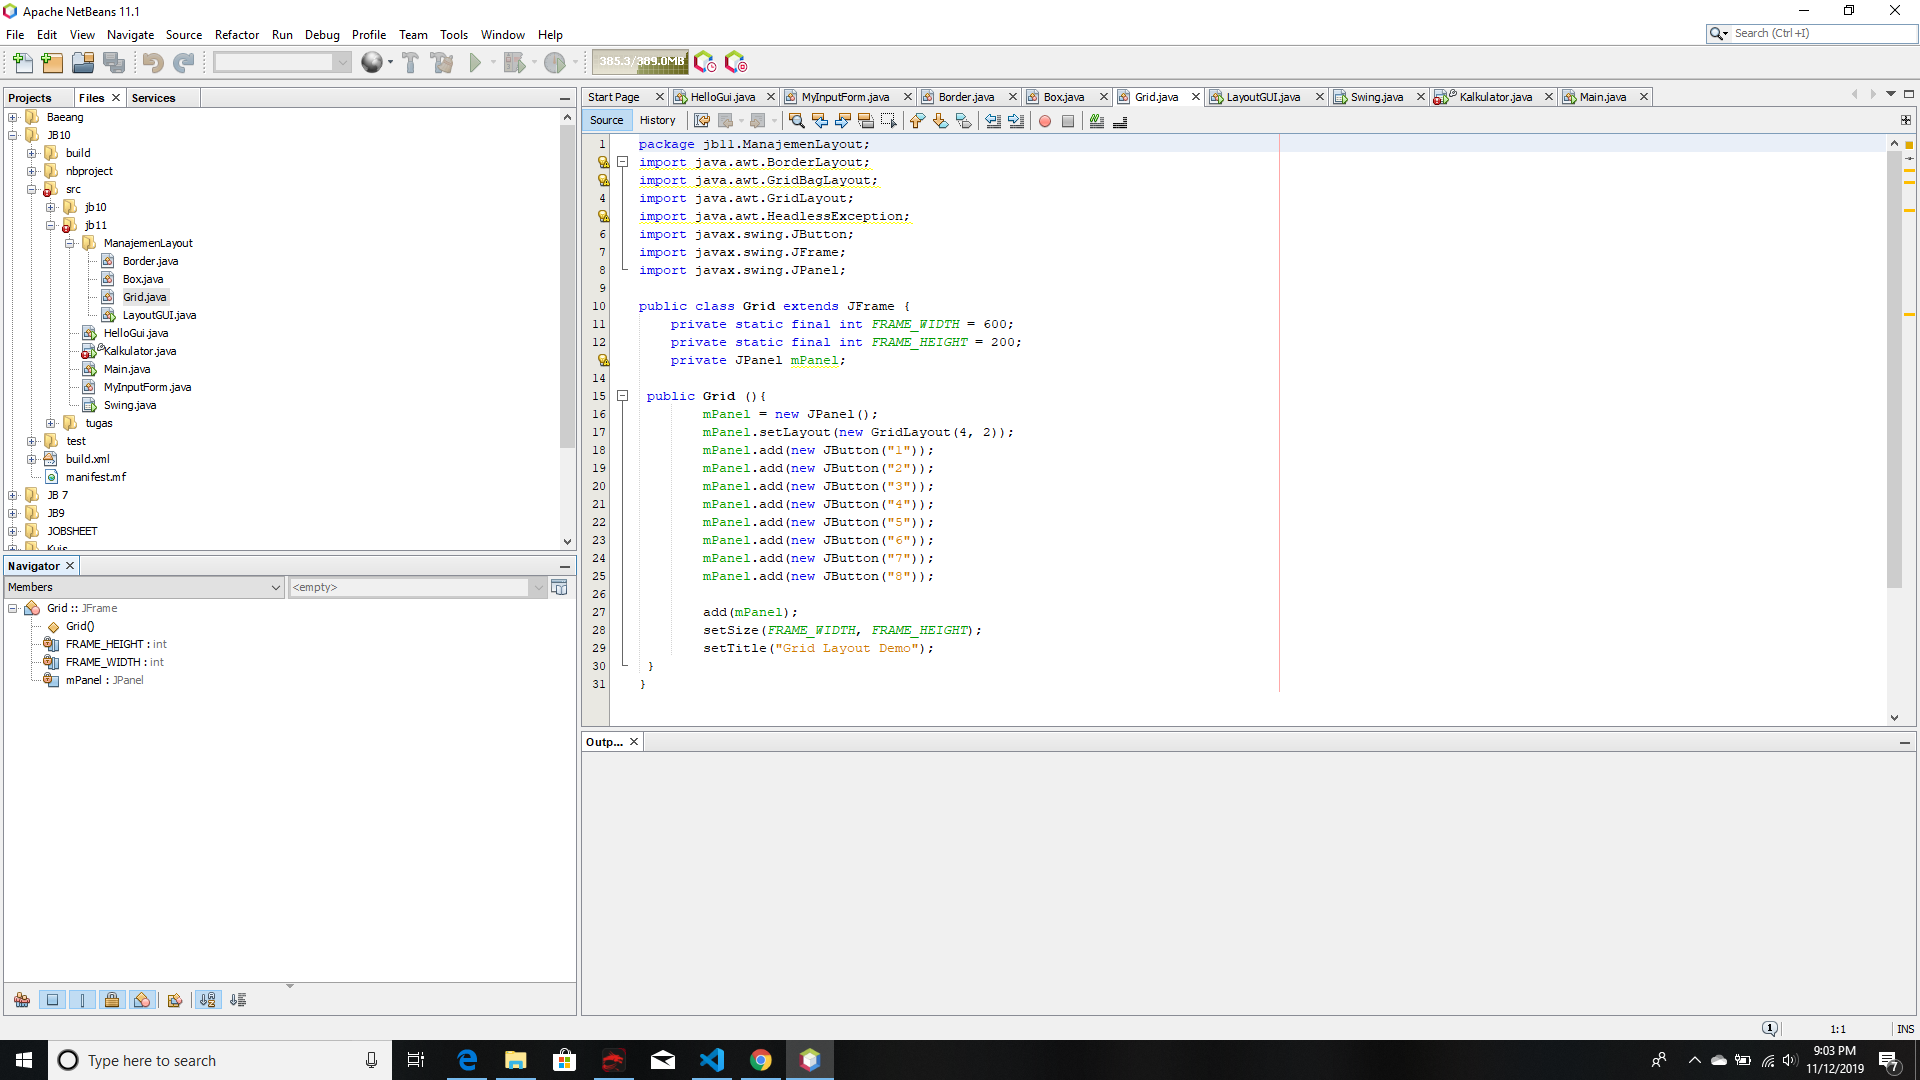 Apache NetBeans 11.1
File Edit View Navigate Source Refactor Run Debug Profile Team Tools Window Help
Search (Ctrl+I)
385.3/389.0MB
Projects Files Services
Baeang
JB10
build
nbproject
src
jb10
jb11
ManajemenLayout
Border.java
Box.java
Grid.java
LayoutGUI.java
HelloGui.java
Kalkulator.java
Main.java
MyInputForm.java
Swing.java
tugas
test
build.xml
manifest.mf
JB 7
JB9
JOBSHEET
Kuis
Navigator
Members <empty>
Grid :: JFrame
Grid()
FRAME_HEIGHT : int
FRAME_WIDTH : int
mPanel : JPanel
Start Page HelloGui.java MyInputForm.java Border.java Box.java Grid.java LayoutGUI.java Swing.java Kalkulator.java Main.java
Source History
1 package jb11.ManajemenLayout;
import java.awt.BorderLayout;
import java.awt.GridBagLayout;
4 import java.awt.GridLayout;
import java.awt.HeadlessException;
6 import javax.swing.JButton;
7 import javax.swing.JFrame;
8 import javax.swing.JPanel;
9
10 public class Grid extends JFrame {
11 private static final int FRAME_WIDTH = 600;
12 private static final int FRAME_HEIGHT = 200;
private JPanel mPanel;
14
15 public Grid (){
16 mPanel = new JPanel();
17 mPanel.setLayout(new GridLayout(4, 2));
18 mPanel.add(new JButton("1"));
19 mPanel.add(new JButton("2"));
20 mPanel.add(new JButton("3"));
21 mPanel.add(new JButton("4"));
22 mPanel.add(new JButton("5"));
23 mPanel.add(new JButton("6"));
24 mPanel.add(new JButton("7"));
25 mPanel.add(new JButton("8"));
26
27 add(mPanel);
28 setSize(FRAME_WIDTH, FRAME_HEIGHT);
29 setTitle("Grid Layout Demo");
30 }
31 }
Outp...
1 1:1 INS
Type here to search
9:03 PM
11/12/2019
7